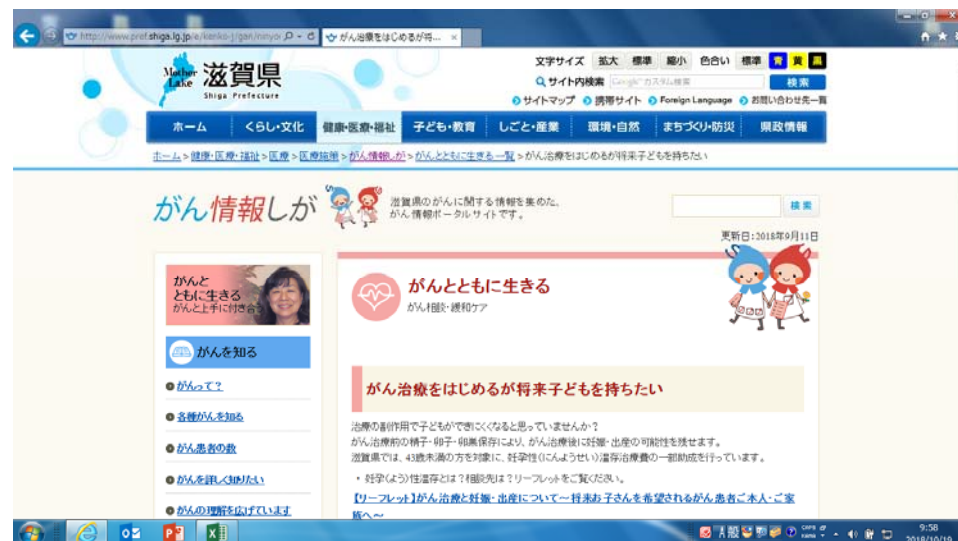 がん治療をはじめるが将... ×
文字サイズ 拡大 標準 縮小 色合い 標準 青 黄 黒
Mother Lake 滋賀県
Shiga Prefecture
サイト内検索 検索
サイトマップ 携帯サイト Foreign Language お問い合わせ先一覧
ホーム くらし・文化 健康・医療・福祉 子ども・教育 しごと・産業 環境・自然 まちづくり・防災 県政情報
ホーム > 健康・医療・福祉 > 医療 > 医療施策 > がん情報しが > がんとともに生きる一覧 > がん治療をはじめるが将来子どもを持ちたい
がん情報しが
滋賀県のがんに関する情報を集めた、
がん情報ポータルサイトです。
検索
更新日:2018年9月11日
がんと
ともに生きる
がんと上手に付き合う
がんを知る
がんって?
各種がんを知る
がん患者の数
がんを詳しく知りたい
がんの理解を広げています
がんとともに生きる
がん相談・緩和ケア
がん治療をはじめるが将来子どもを持ちたい
治療の副作用で子どもができにくくなると思っていませんか?
がん治療前の精子・卵子・卵巣保存により、がん治療後に妊娠・出産の可能性を残せます。
滋賀県では、43歳未満の方を対象に、妊孕性(にんようせい)温存治療費の一部助成を行っています。
・ 妊孕(よう)性温存とは?相談先は?リーフレットをご覧ください。
【リーフレット】がん治療と妊娠・出産について~将来お子さんを希望されるがん患者ご本人・ご家
族へ~
A 般 CAPS KANA
9:58
2018/10/19